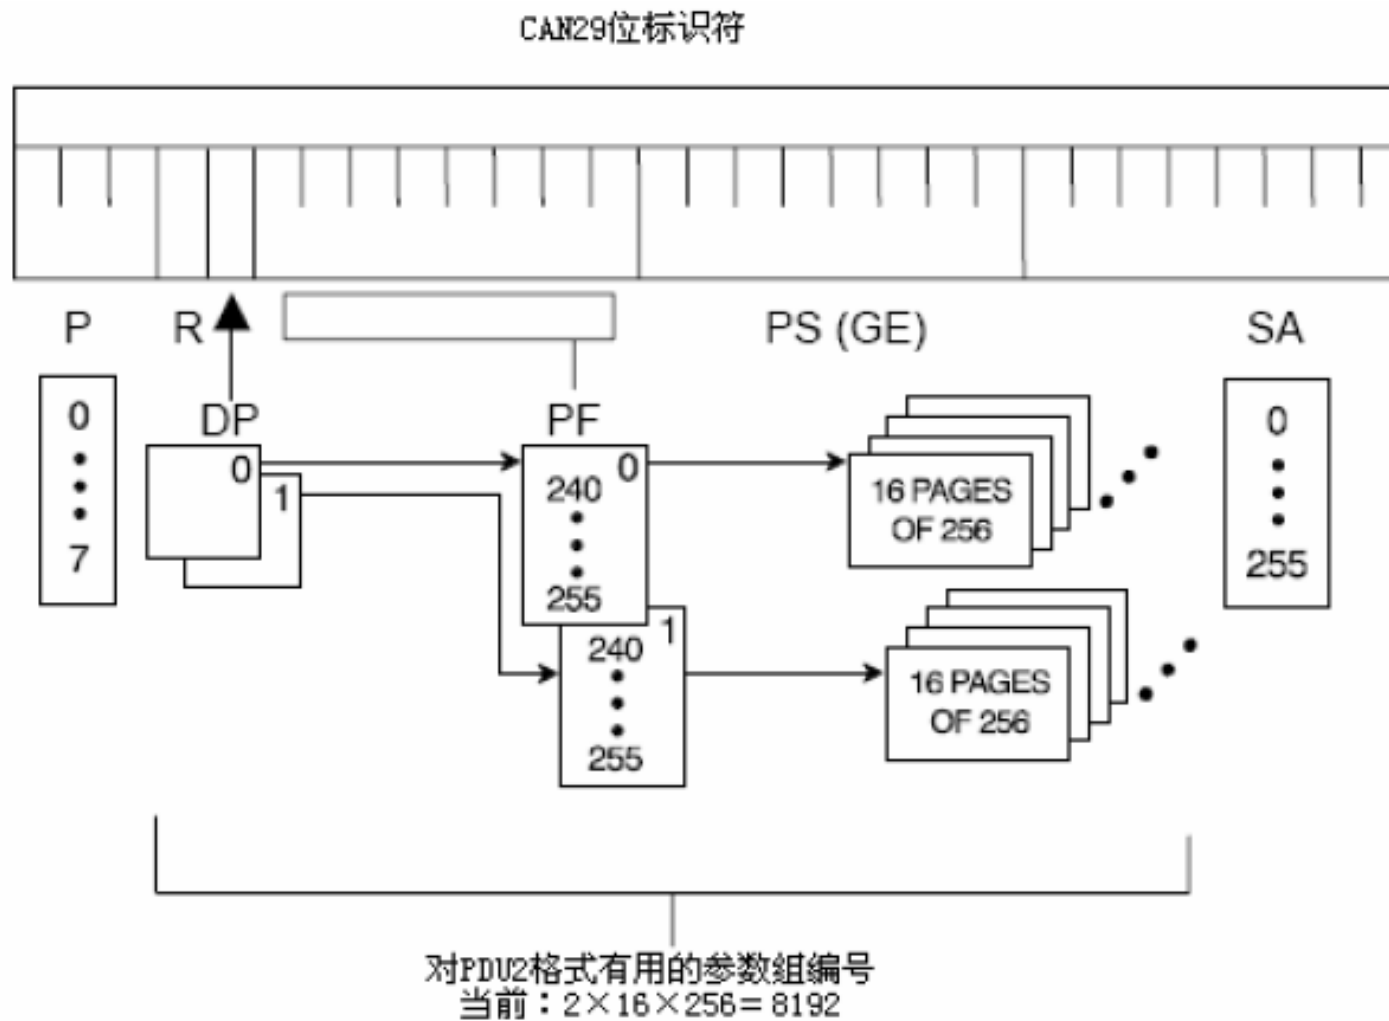 CAN29位标识符
P
R
PS (GE)
SA
DP
PF
0
7
0
1
0
240
255
1
240
255
16 PAGES
OF 256
16 PAGES
OF 256
0
255
对PDU2格式有用的参数组编号
当前：2×16×256＝8192